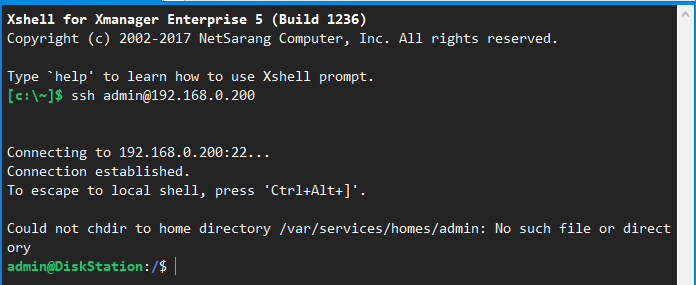 Xshell for Xmanager Enterprise 5 (Build 1236)
Copyright (c) 2002-2017 NetSarang Computer, Inc. All rights reserved.
Type `help' to learn how to use Xshell prompt.
[c:\~]$ ssh admin@192.168.0.200
Connecting to 192.168.0.200:22...
Connection established.
To escape to local shell, press 'Ctrl+Alt+]'.
Could not chdir to home directory /var/services/homes/admin: No such file or direct
ory
admin@DiskStation:/$